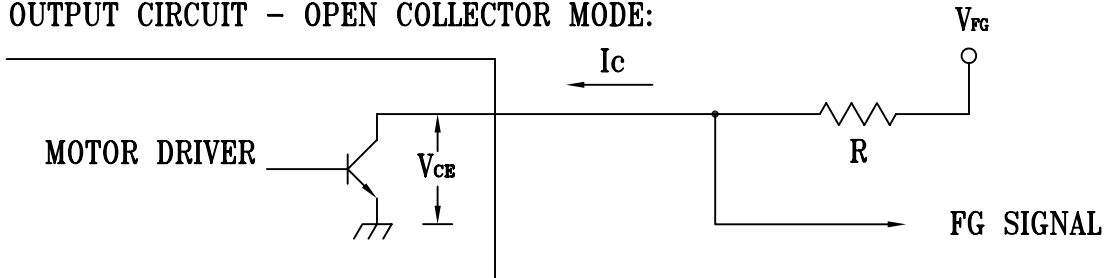 OUTPUT CIRCUIT - OPEN COLLECTOR MODE:
VFG
Ic
MOTOR DRIVER
VCE
R
FG SIGNAL